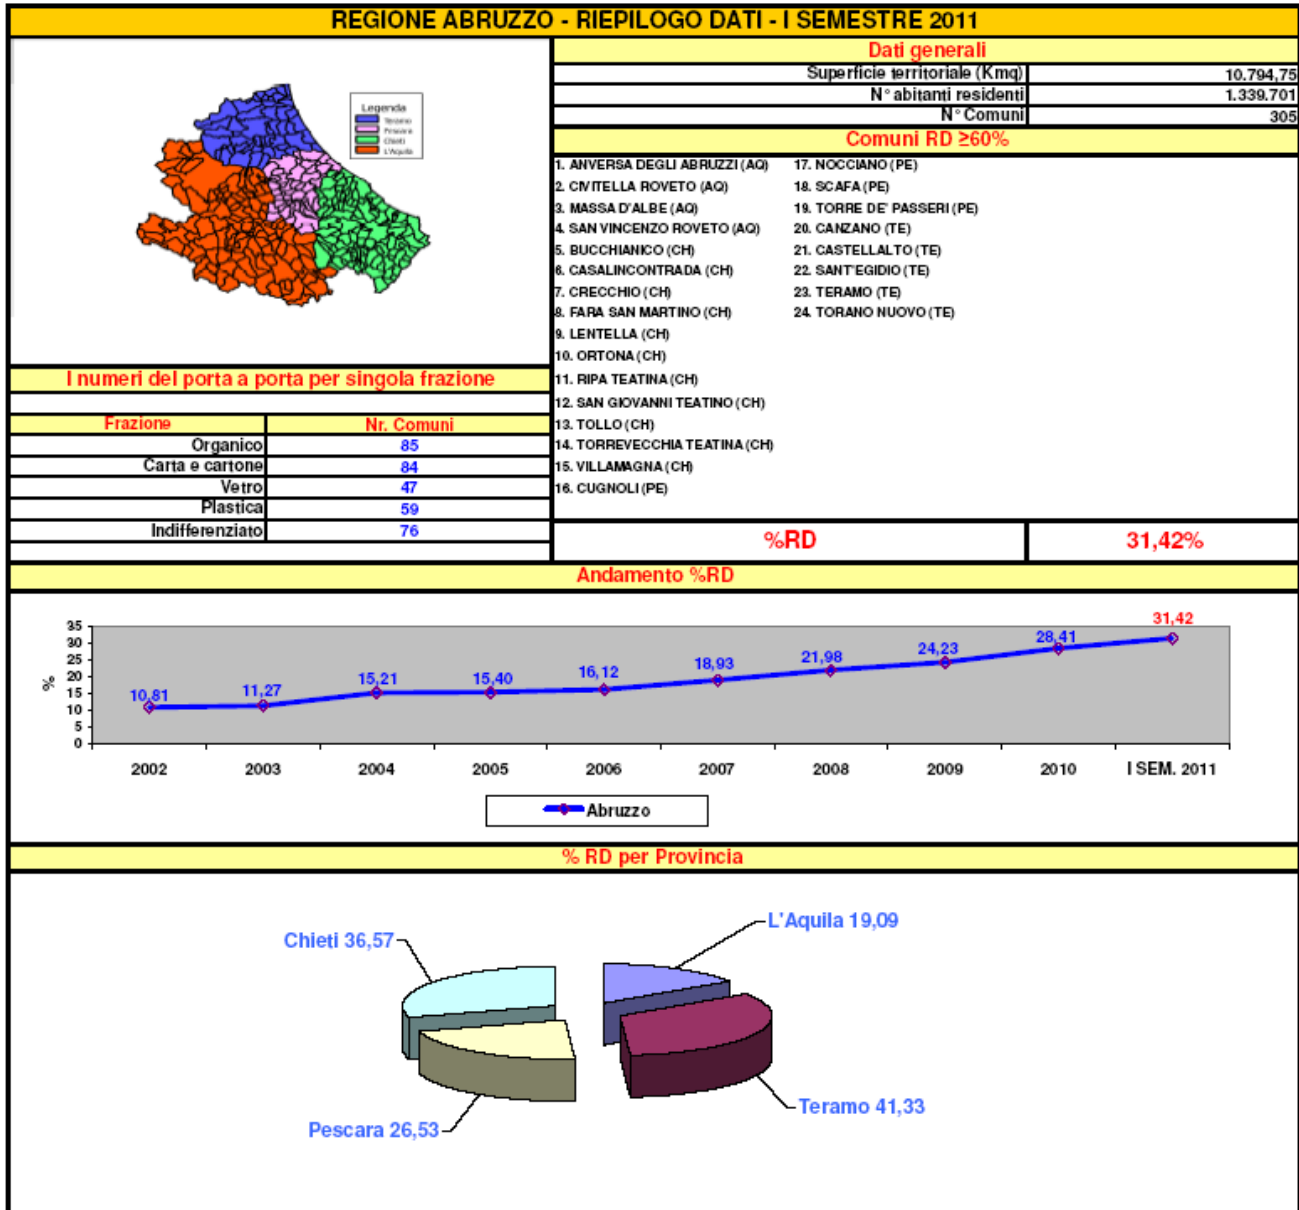 REGIONE ABRUZZO - RIEPILOGO DATI - I SEMESTRE 2011
Legenda
Teramo
Pescara
Chieti
L'Aquila
Dati generali
Superficie territoriale (Kmq) 10.794,75
N° abitanti residenti 1.339.701
N° Comuni 305
Comuni RD ≥60%
1. ANVERSA DEGLI ABRUZZI (AQ)
2. CIVITELLA ROVETO (AQ)
3. MASSA D'ALBE (AQ)
4. SAN VINCENZO ROVETO (AQ)
5. BUCCHIANICO (CH)
6. CASALINCONTRADA (CH)
7. CRECCHIO (CH)
8. FARA SAN MARTINO (CH)
9. LENTELLA (CH)
10. ORTONA (CH)
11. RIPA TEATINA (CH)
12. SAN GIOVANNI TEATINO (CH)
13. TOLLO (CH)
14. TORREVECCHIA TEATINA (CH)
15. VILLAMAGNA (CH)
16. CUGNOLI (PE)
17. NOCCIANO (PE)
18. SCAFA (PE)
19. TORRE DE' PASSERI (PE)
20. CANZANO (TE)
21. CASTELLALTO (TE)
22. SANT'EGIDIO (TE)
23. TERAMO (TE)
24. TORANO NUOVO (TE)
I numeri del porta a porta per singola frazione
Frazione Nr. Comuni
Organico 85
Carta e cartone 84
Vetro 47
Plastica 59
Indifferenziato 76
%RD 31,42%
Andamento %RD
%
35
30
25
20
15
10
5
0
10,81 11,27 15,21 15,40 16,12 18,93 21,98 24,23 28,41 31,42
2002 2003 2004 2005 2006 2007 2008 2009 2010 I SEM. 2011
Abruzzo
% RD per Provincia
L'Aquila 19,09
Chieti 36,57
Teramo 41,33
Pescara 26,53